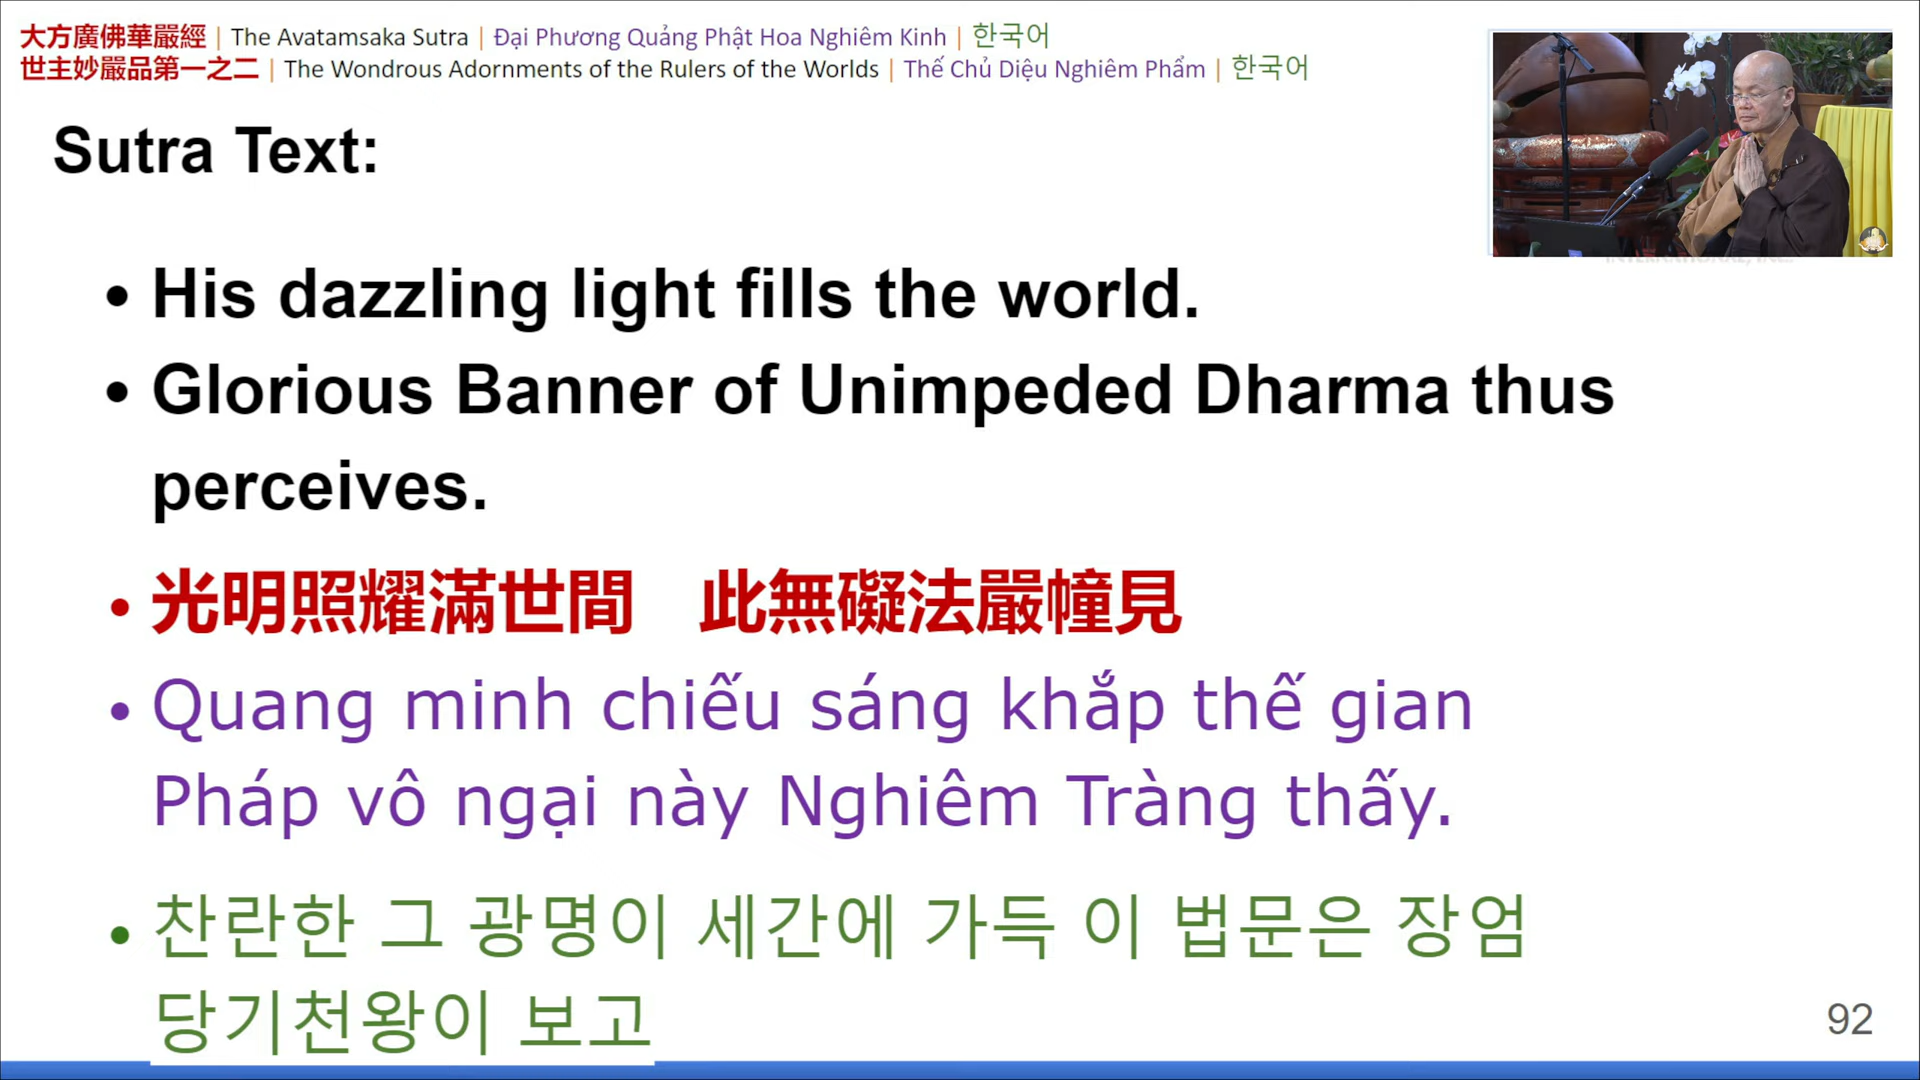 大方廣佛華嚴經 | The Avatamsaka Sutra | Đại Phương Quảng Phật Hoa Nghiêm Kinh | 한국어
世主妙嚴品第一之二 | The Wondrous Adornments of the Rulers of the Worlds | Thế Chủ Diệu Nghiêm Phẩm | 한국어
Sutra Text:
• His dazzling light fills the world.
• Glorious Banner of Unimpeded Dharma thus
perceives.
• 光明照耀滿世間 此無礙法嚴幢見
• Quang minh chiếu sáng khắp thế gian
Pháp vô ngại này Nghiêm Tràng thấy.
• 찬란한 그 광명이 세간에 가득 이 법문은 장엄
당기천왕이 보고
92